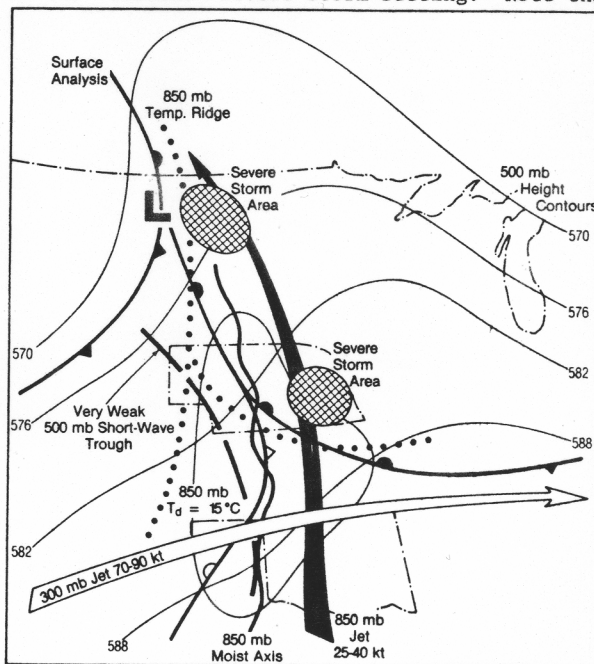 Surface
Analysis
850 mb
Temp. Ridge
Severe
Storm
Area
500 mb
Height
Contours
L
570
576
582
588
Severe
Storm
Area
570
576
Very Weak
500 mb Short-Wave
Trough
850 mb
Td = 15°C
582
300 mb Jet 70-90 kt
588
850 mb
Moist Axis
850 mb
Jet
25-40 kt